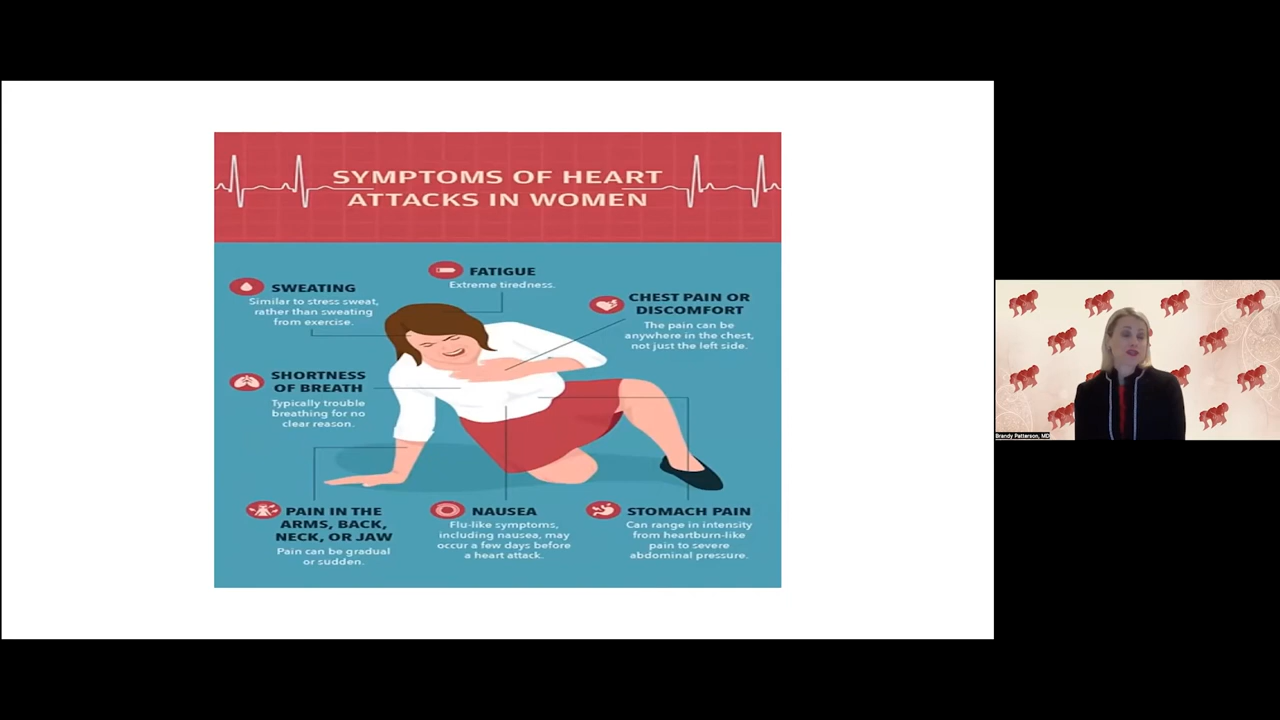 SYMPTOMS OF HEART
ATTACKS IN WOMEN
FATIGUE
Extreme tiredness.
SWEATING
Similar to stress sweat,
rather than sweating
from exercise.
CHEST PAIN OR
DISCOMFORT
The pain can be
anywhere in the chest,
not just the left side.
SHORTNESS
OF BREATH
Typically trouble
breathing for no
clear reason.
PAIN IN THE
ARMS, BACK,
NECK, OR JAW
Pain can be gradual
or sudden.
NAUSEA
Flu-like symptoms,
including nausea, may
occur a few days before
a heart attack.
STOMACH PAIN
Can range in intensity
from heartburn-like
pain to severe
abdominal pressure.
Brandy Patterson, MD